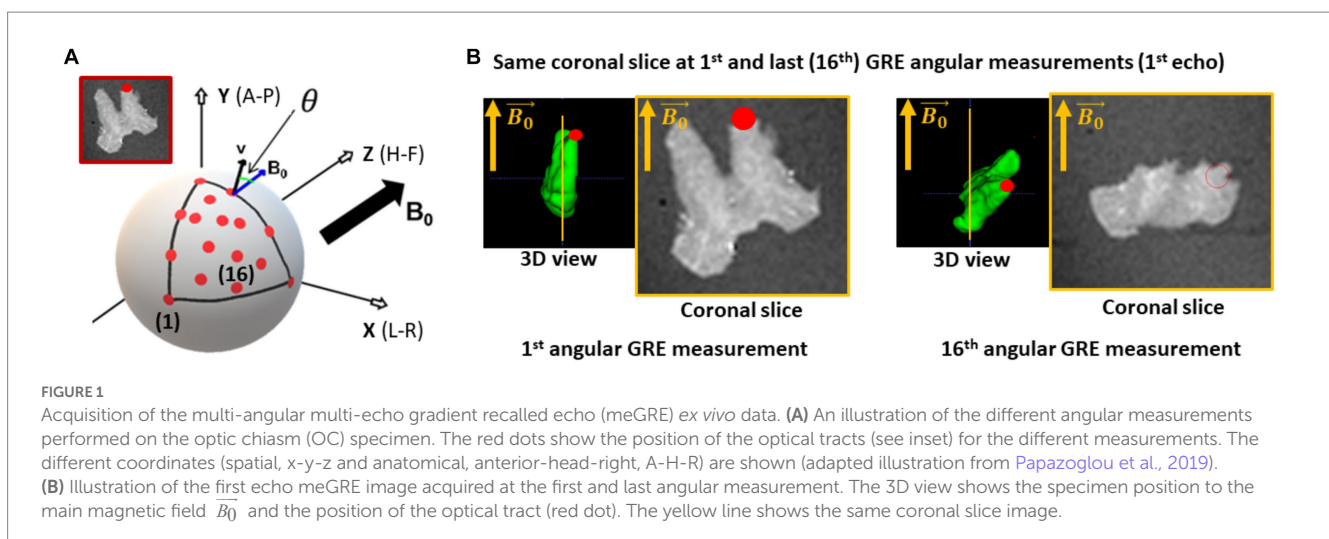 A
Y (A-P)
θ
v
B₀
Z (H-F)
B₀
(16)
(1)
X (L-R)
B
Same coronal slice at 1st and last (16th) GRE angular measurements (1st echo)
B₀
B₀
B₀
B₀
3D view
3D view
Coronal slice
Coronal slice
1st angular GRE measurement
16th angular GRE measurement
FIGURE 1
Acquisition of the multi-angular multi-echo gradient recalled echo (meGRE) ex vivo data. (A) An illustration of the different angular measurements
performed on the optic chiasm (OC) specimen. The red dots show the position of the optical tracts (see inset) for the different measurements. The
different coordinates (spatial, x-y-z and anatomical, anterior-head-right, A-H-R) are shown (adapted illustration from Papazoglou et al., 2019).
(B) Illustration of the first echo meGRE image acquired at the first and last angular measurement. The 3D view shows the specimen position to the
main magnetic field B₀ and the position of the optical tract (red dot). The yellow line shows the same coronal slice image.